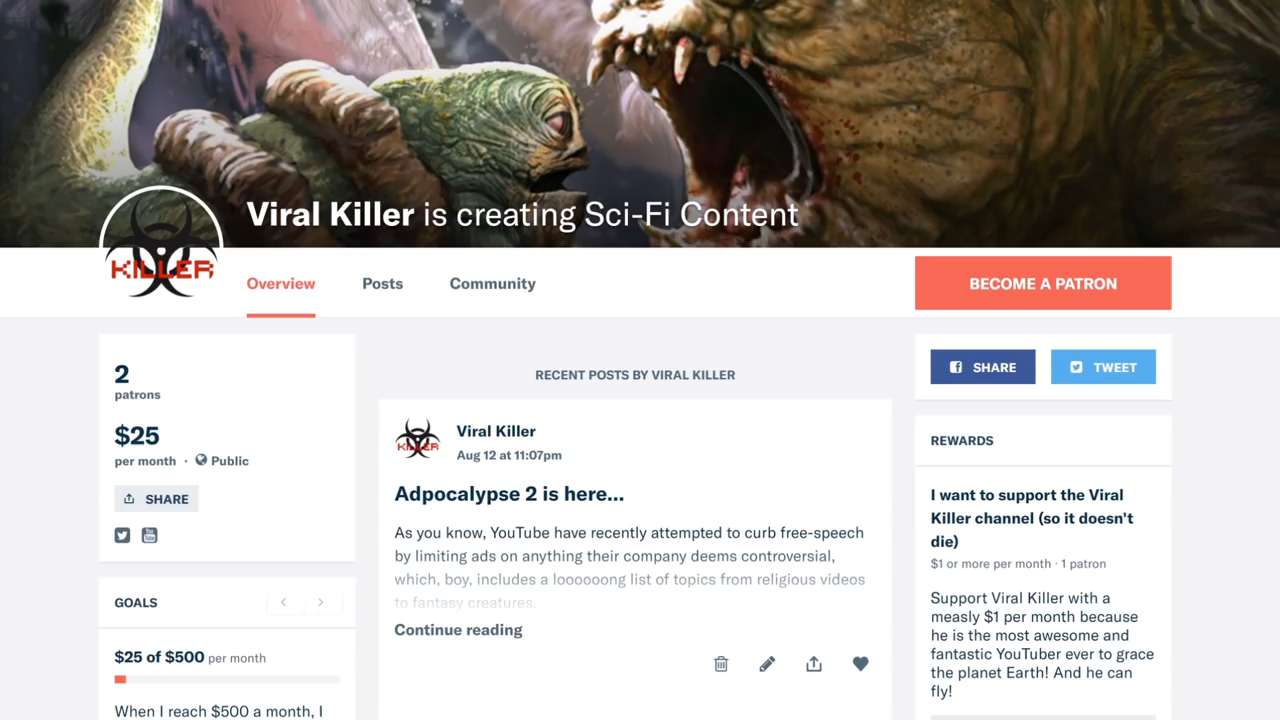 Viral Killer is creating Sci-Fi Content
KILLER
Overview
Posts
Community
BECOME A PATRON
2
patrons
$25
per month · Public
SHARE
GOALS
$25 of $500 per month
When I reach $500 a month, I
RECENT POSTS BY VIRAL KILLER
KILLER
Viral Killer
Aug 12 at 11:07pm
Adpocalypse 2 is here...
As you know, YouTube have recently attempted to curb free-speech
by limiting ads on anything their company deems controversial,
which, boy, includes a loooooong list of topics from religious videos
to fantasy creatures.
Continue reading
SHARE
TWEET
REWARDS
I want to support the Viral
Killer channel (so it doesn't
die)
$1 or more per month · 1 patron
Support Viral Killer with a
measly $1 per month because
he is the most awesome and
fantastic YouTuber ever to grace
the planet Earth! And he can
fly!